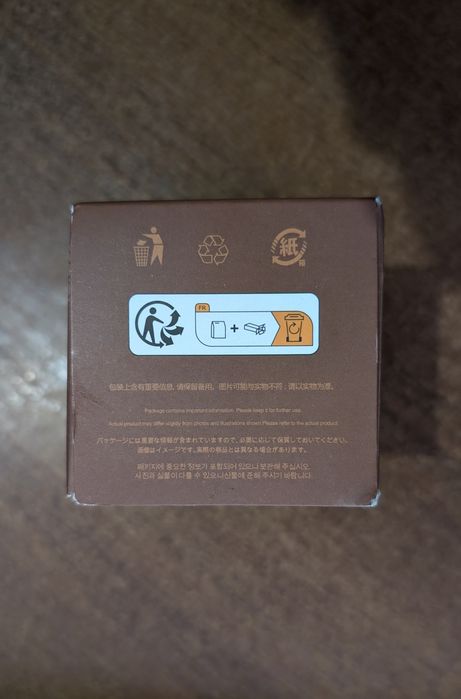 紙
箱
FR
包装上含有重要信息, 请保留备用。图片可能与实物不符，请以实物为准。
Package contains important information. Please keep it for further use.
Actual product may differ slightly from photos and illustrations shown.Please refer to the actual product.
パッケージには重要な情報が含まれていますので、必要に応じて保管しておいてください。
画像はイメージです。実際の商品とは異なる場合があります。
패키지에 중요한 정보가 포함되어 있으니 보관해 주십시오.
사진과 실물이 다를 수 있으니 실물에 준해 주시기 바랍니다.